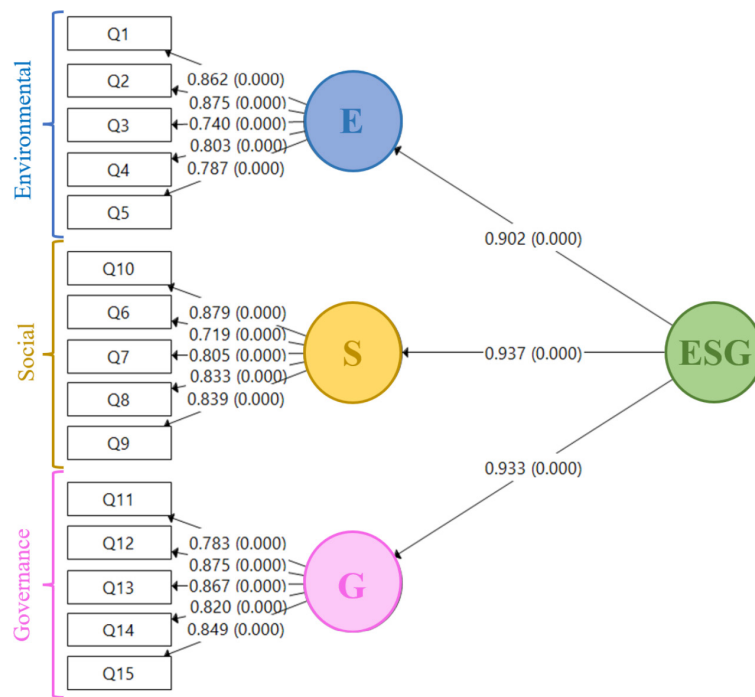 Environmental
Q1
Q2
Q3
Q4
Q5
0.862 (0.000)
0.875 (0.000)
0.740 (0.000)
0.803 (0.000)
0.787 (0.000)
E
0.902 (0.000)
Social
Q10
Q6
Q7
Q8
Q9
0.879 (0.000)
0.719 (0.000)
0.805 (0.000)
0.833 (0.000)
0.839 (0.000)
S
0.937 (0.000)
ESG
Governance
Q11
Q12
Q13
Q14
Q15
0.783 (0.000)
0.875 (0.000)
0.867 (0.000)
0.820 (0.000)
0.849 (0.000)
G
0.933 (0.000)